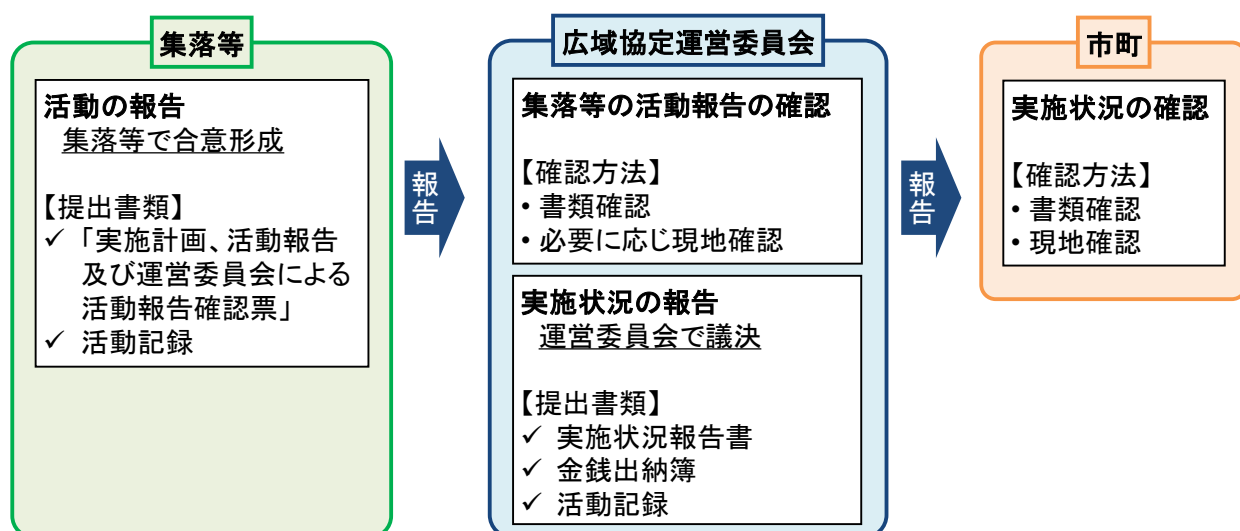 集落等
活動の報告
集落等で合意形成
【提出書類】
✓ 「実施計画、活動報告
及び運営委員会による
活動報告確認票」
✓ 活動記録
報告
広域協定運営委員会
集落等の活動報告の確認
【確認方法】
• 書類確認
• 必要に応じ現地確認
実施状況の報告
運営委員会で議決
【提出書類】
✓ 実施状況報告書
✓ 金銭出納簿
✓ 活動記録
報告
市町
実施状況の確認
【確認方法】
• 書類確認
• 現地確認